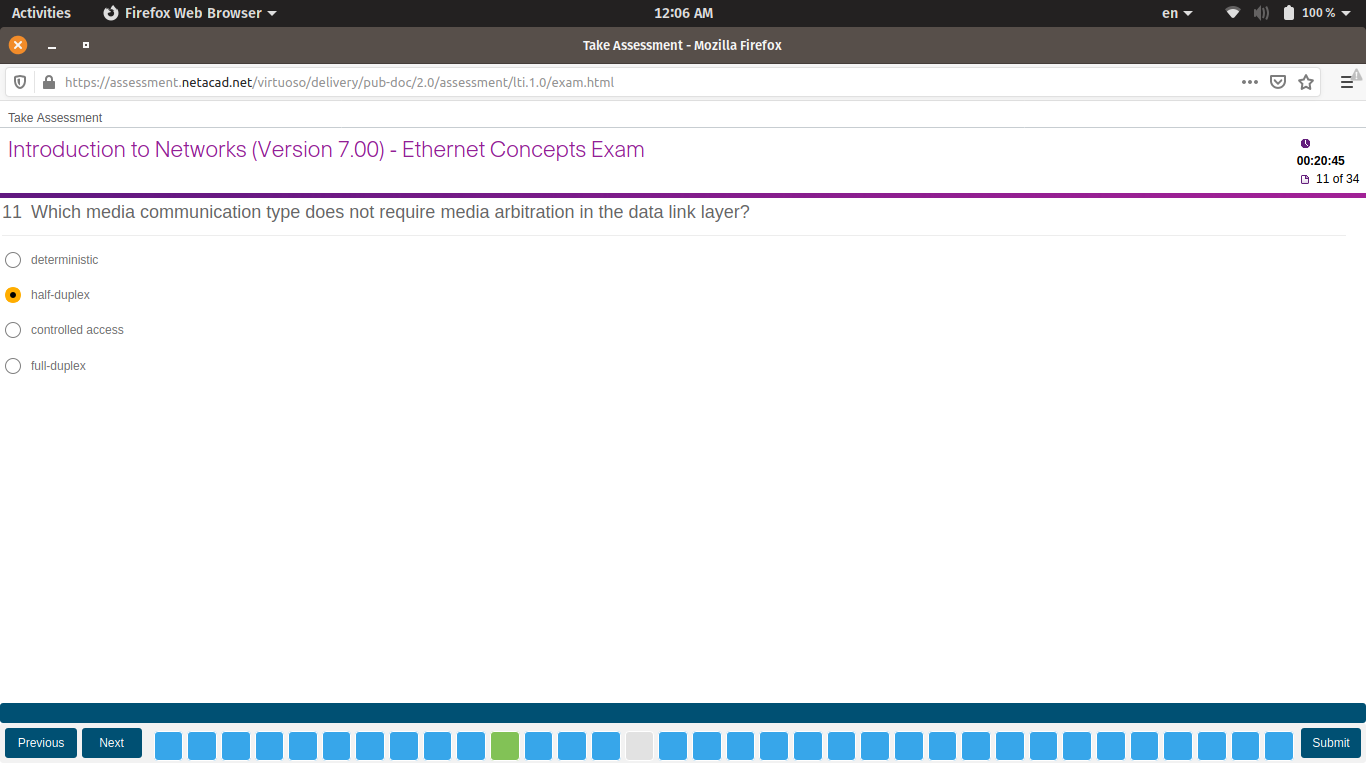 Activities Firefox Web Browser 12:06 AM en 100 %
Take Assessment - Mozilla Firefox
https://assessment.netacad.net/virtuoso/delivery/pub-doc/2.0/assessment/lti.1.0/exam.html
Take Assessment
Introduction to Networks (Version 7.00) - Ethernet Concepts Exam
00:20:45
11 of 34
11 Which media communication type does not require media arbitration in the data link layer?
deterministic
half-duplex
controlled access
full-duplex
Previous Next Submit